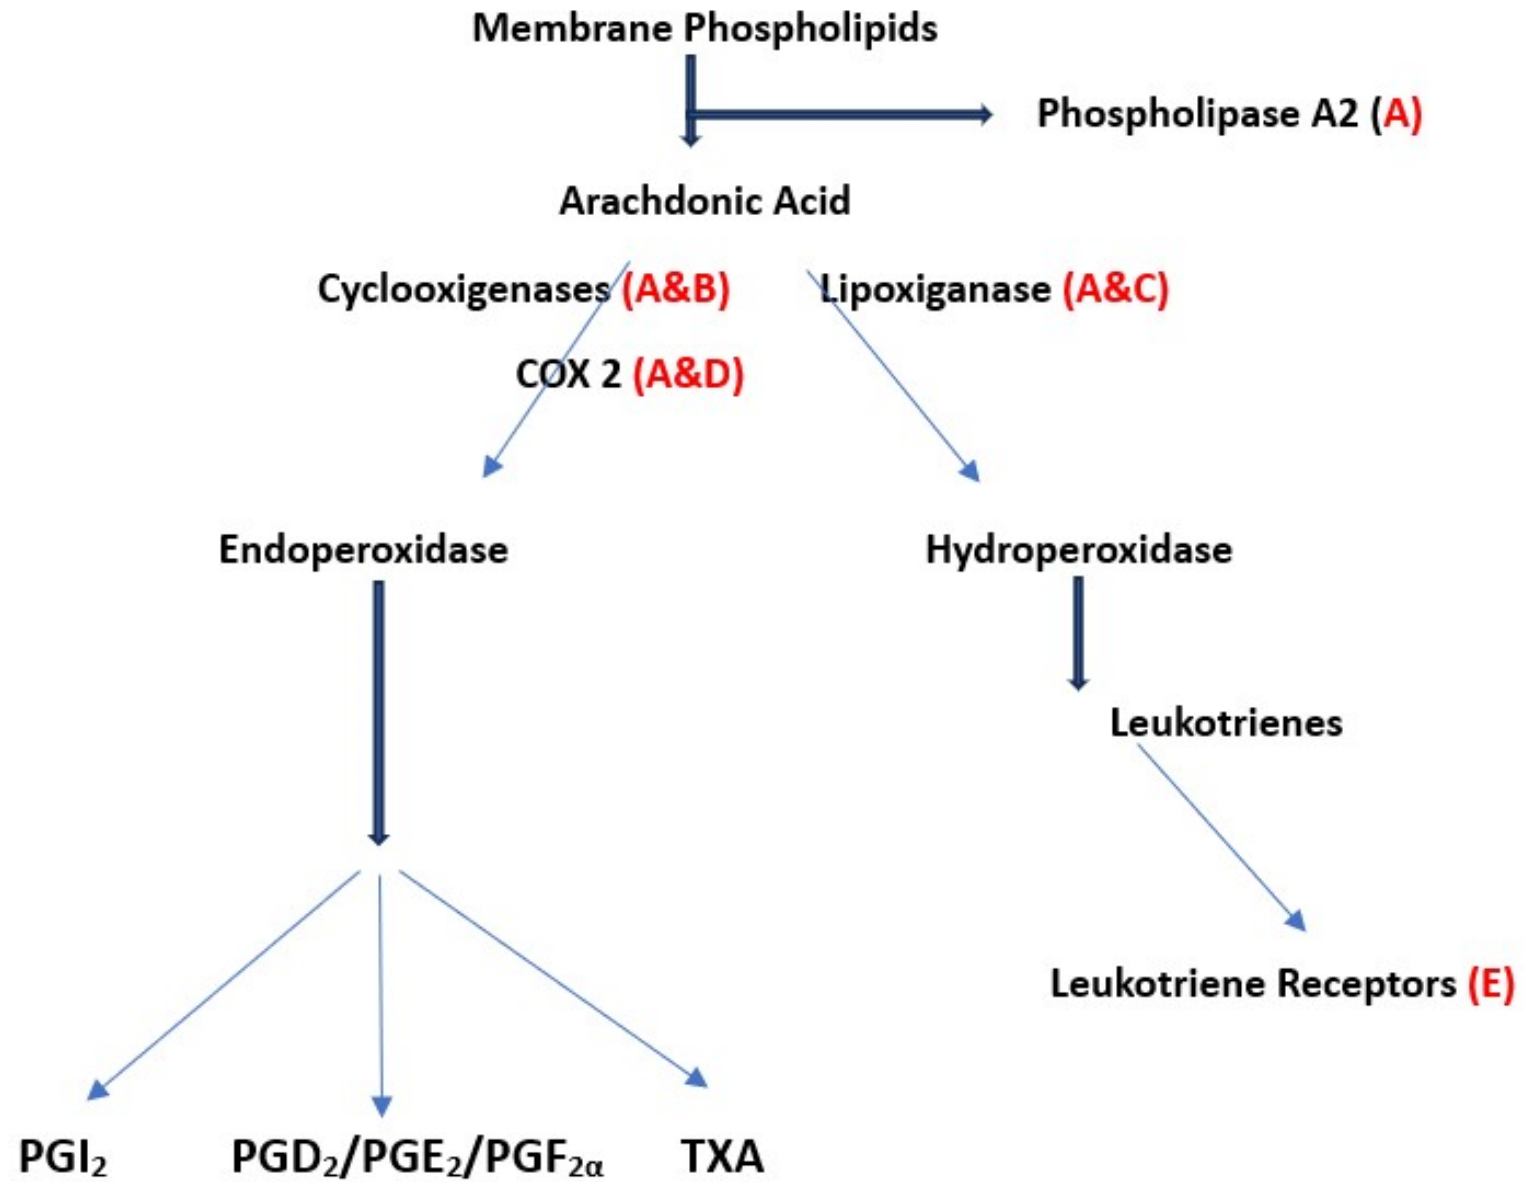 Membrane Phospholipids
Phospholipase A2 (A)
Arachdonic Acid
Cyclooxigenases (A&B)
Lipoxiganase (A&C)
COX 2 (A&D)
Endoperoxidase
Hydroperoxidase
Leukotrienes
Leukotriene Receptors (E)
PGI₂
PGD₂/PGE₂/PGF₂α
TXA